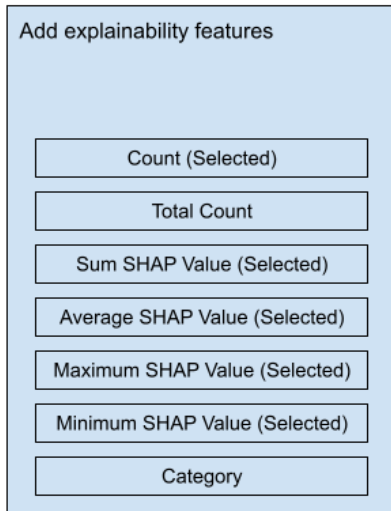 Add explainability features
Count (Selected)
Total Count
Sum SHAP Value (Selected)
Average SHAP Value (Selected)
Maximum SHAP Value (Selected)
Minimum SHAP Value (Selected)
Category